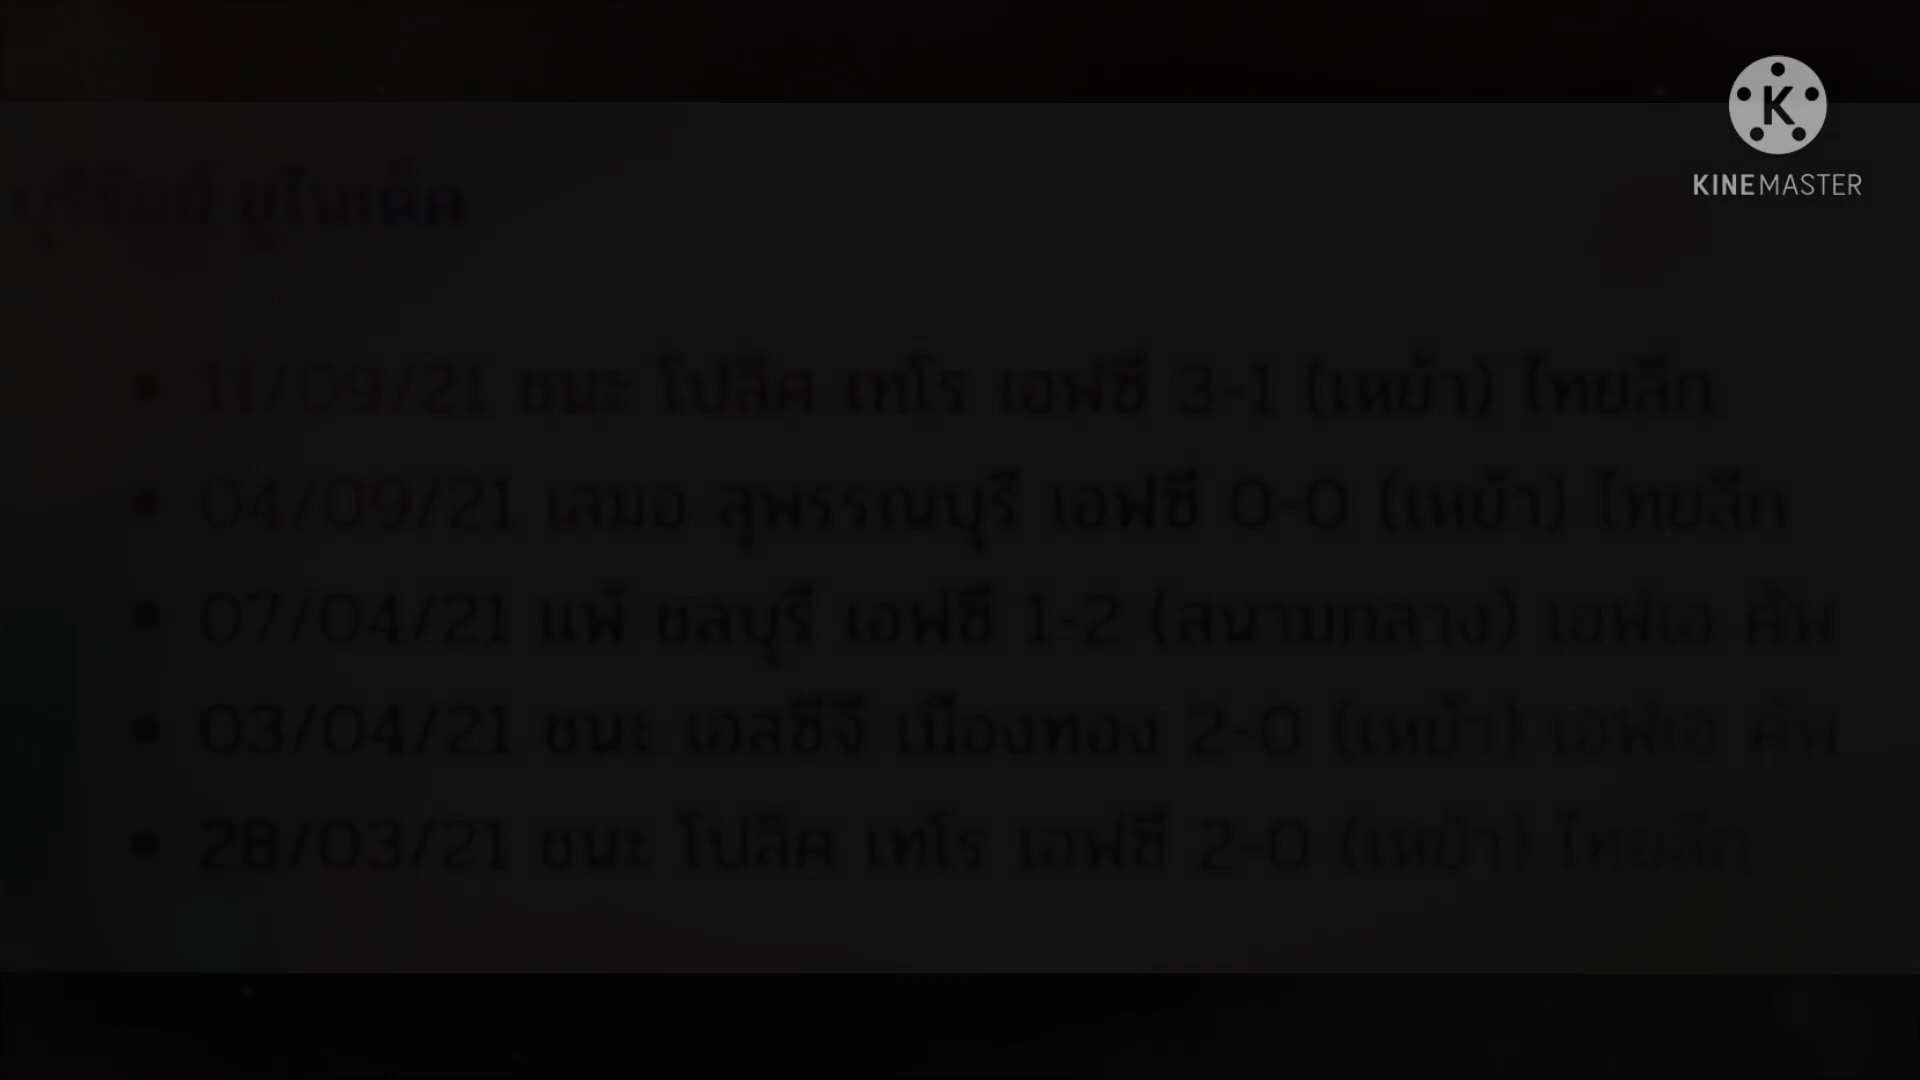 KINEMASTER
บุรีรัมย์ ยูไนเต็ด
• 11/09/21 ชนะ โปลิศ เทโร เอฟซี 3-1 (เหย้า) ไทยลีก
• 04/09/21 เสมอ สุพรรณบุรี เอฟซี 0-0 (เหย้า) ไทยลีก
• 07/04/21 แพ้ ชลบุรี เอฟซี 1-2 (สนามกลาง) เอฟเอ คัพ
• 03/04/21 ชนะ เอสซีจี เมืองทอง 2-0 (เหย้า) เอฟเอ คัพ
• 28/03/21 ชนะ โปลิศ เทโร เอฟซี 2-0 (เหย้า) ไทยลีก